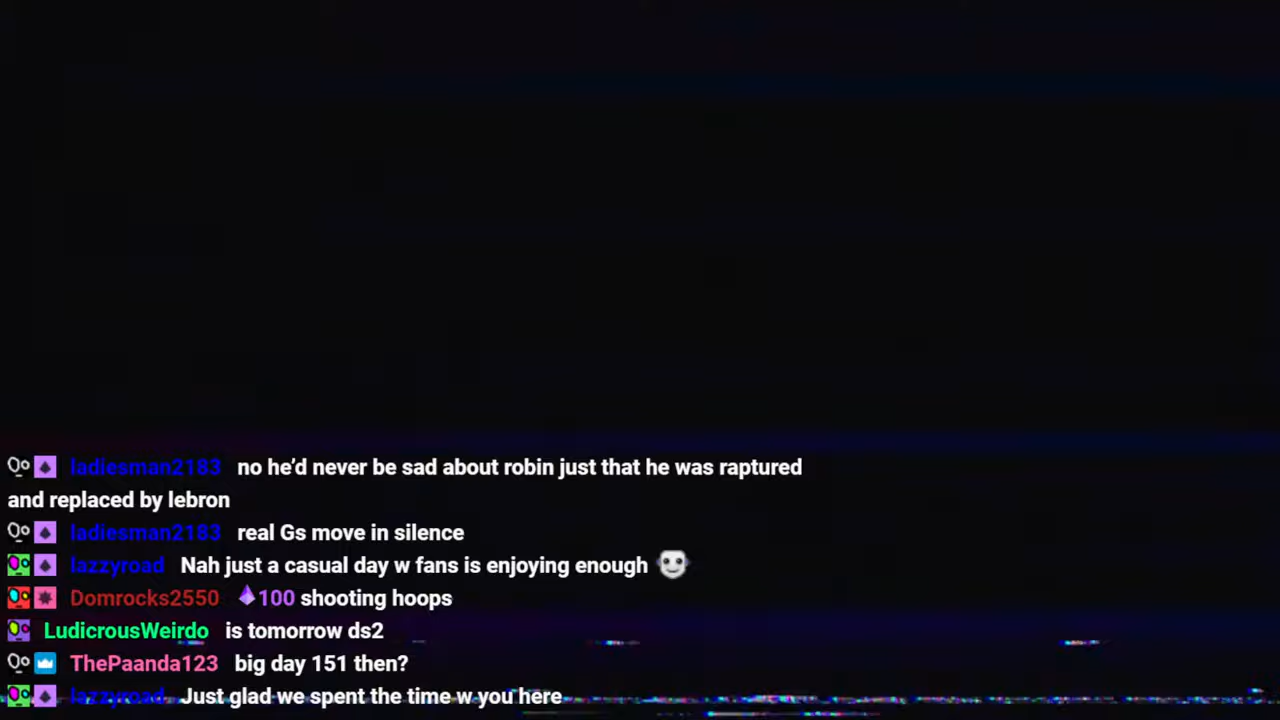 ladiesman2183 no he’d never be sad about robin just that he was raptured
and replaced by lebron
ladiesman2183 real Gs move in silence
lazzyroad Nah just a casual day w fans is enjoying enough
Domrocks2550 100 shooting hoops
LudicrousWeirdo is tomorrow ds2
ThePaanda123 big day 151 then?
lazzyroad Just glad we spent the time w you here